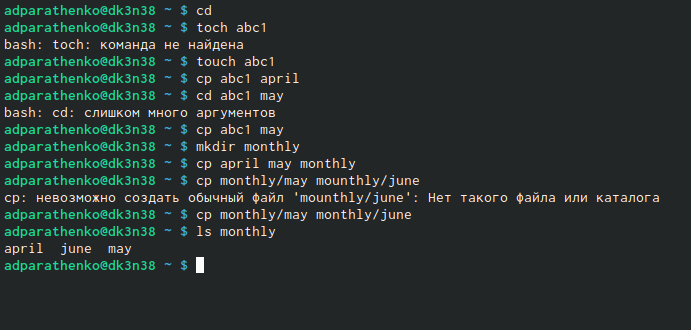 adparathenko@dk3n38 ~ $ cd
adparathenko@dk3n38 ~ $ toch abc1
bash: toch: команда не найдена
adparathenko@dk3n38 ~ $ touch abc1
adparathenko@dk3n38 ~ $ cp abc1 april
adparathenko@dk3n38 ~ $ cd abc1 may
bash: cd: слишком много аргументов
adparathenko@dk3n38 ~ $ cp abc1 may
adparathenko@dk3n38 ~ $ mkdir monthly
adparathenko@dk3n38 ~ $ cp april may monthly
adparathenko@dk3n38 ~ $ cp monthly/may mounthly/june
cp: невозможно создать обычный файл 'mounthly/june': Нет такого файла или каталога
adparathenko@dk3n38 ~ $ cp monthly/may monthly/june
adparathenko@dk3n38 ~ $ ls monthly
april  june  may
adparathenko@dk3n38 ~ $